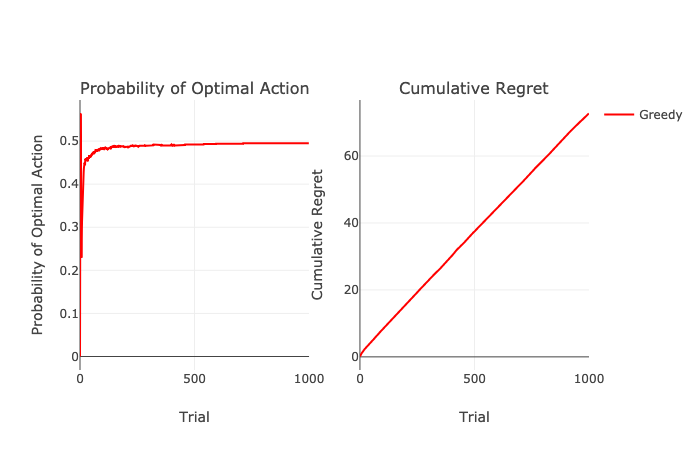 Probability of Optimal Action
Cumulative Regret
Greedy
Probability of Optimal Action
0.5
0.4
0.3
0.2
0.1
0
0
500
1000
Trial
Cumulative Regret
60
40
20
0
0
500
1000
Trial